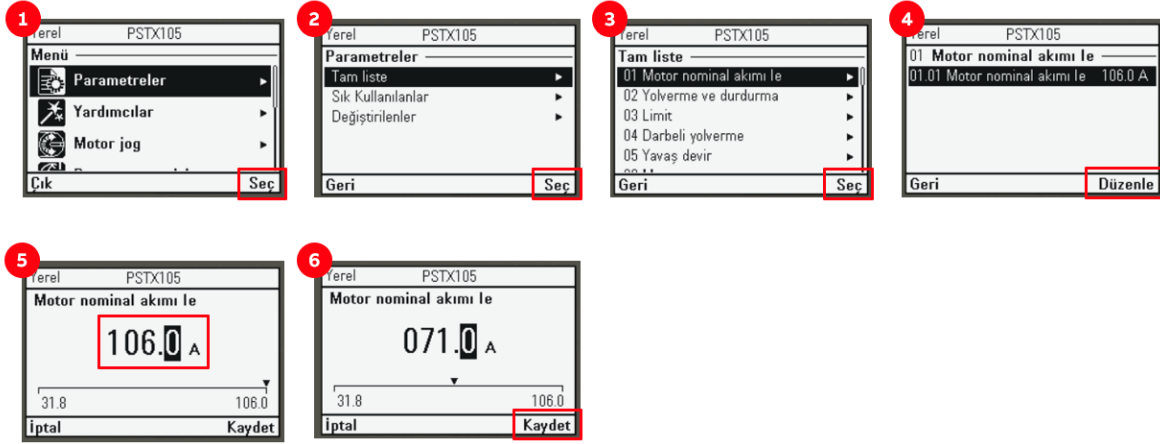 1
Yerel PSTX105
Menü
Parametreler
Yardımcılar
Motor jog
Çık Seç
2
Yerel PSTX105
Parametreler
Tam liste
Sık Kullanılanlar
Değiştirilenler
Geri Seç
3
Yerel PSTX105
Tam liste
01 Motor nominal akımı Ie
02 Yolverme ve durdurma
03 Limit
04 Darbeli yolverme
05 Yavaş devir
Geri Seç
4
Yerel PSTX105
01 Motor nominal akımı Ie
01.01 Motor nominal akımı Ie 106.0 A
Geri Düzenle
5
Yerel PSTX105
Motor nominal akımı Ie
106.0 A
31.8 106.0
İptal Kaydet
6
Yerel PSTX105
Motor nominal akımı Ie
071.0 A
31.8 106.0
İptal Kaydet